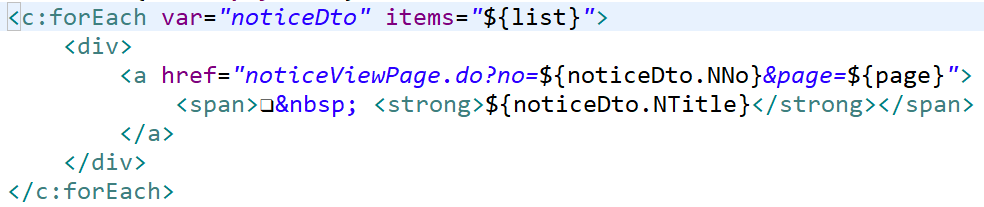 <c:forEach var="noticeDto" items="${list}">
    <div>
        <a href="noticeViewPage.do?no=${noticeDto.NNo}&page=${page}">
            <span>❏&nbsp; <strong>${noticeDto.NTitle}</strong></span>
        </a>
    </div>
</c:forEach>